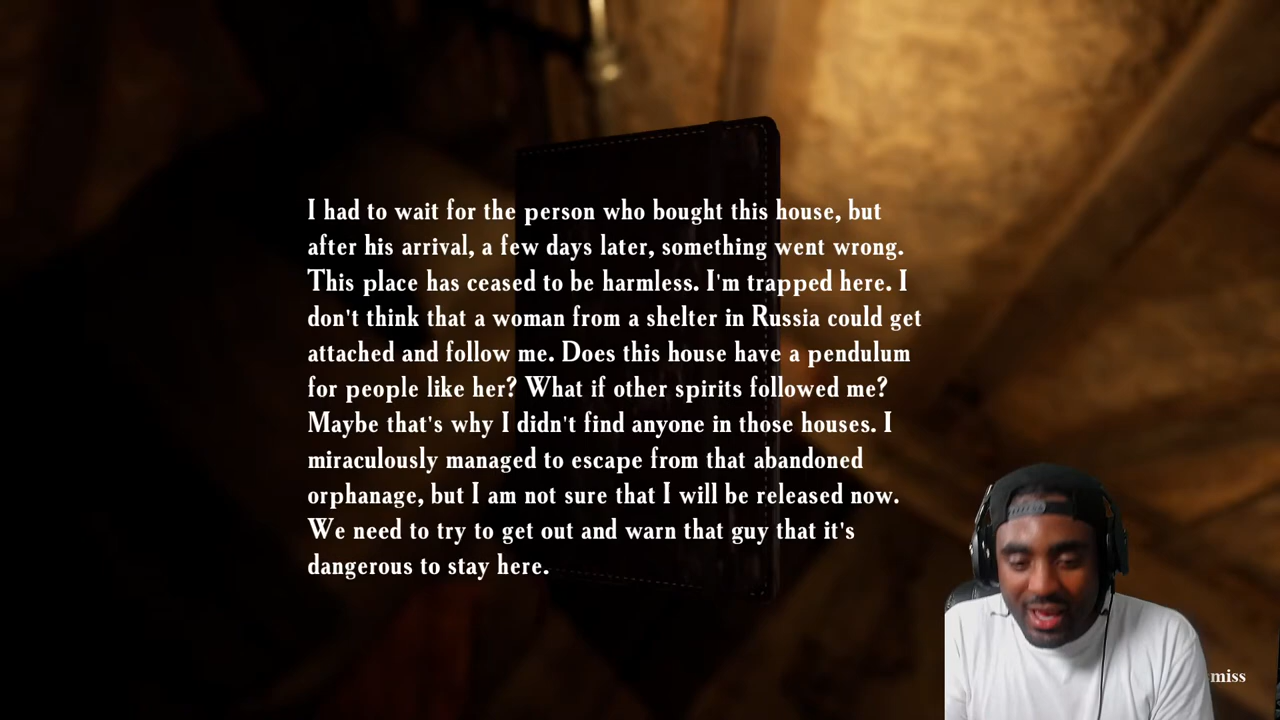 I had to wait for the person who bought this house, but
after his arrival, a few days later, something went wrong.
This place has ceased to be harmless. I'm trapped here. I
don't think that a woman from a shelter in Russia could get
attached and follow me. Does this house have a pendulum
for people like her? What if other spirits followed me?
Maybe that's why I didn't find anyone in those houses. I
miraculously managed to escape from that abandoned
orphanage, but I am not sure that I will be released now.
We need to try to get out and warn that guy that it's
dangerous to stay here.